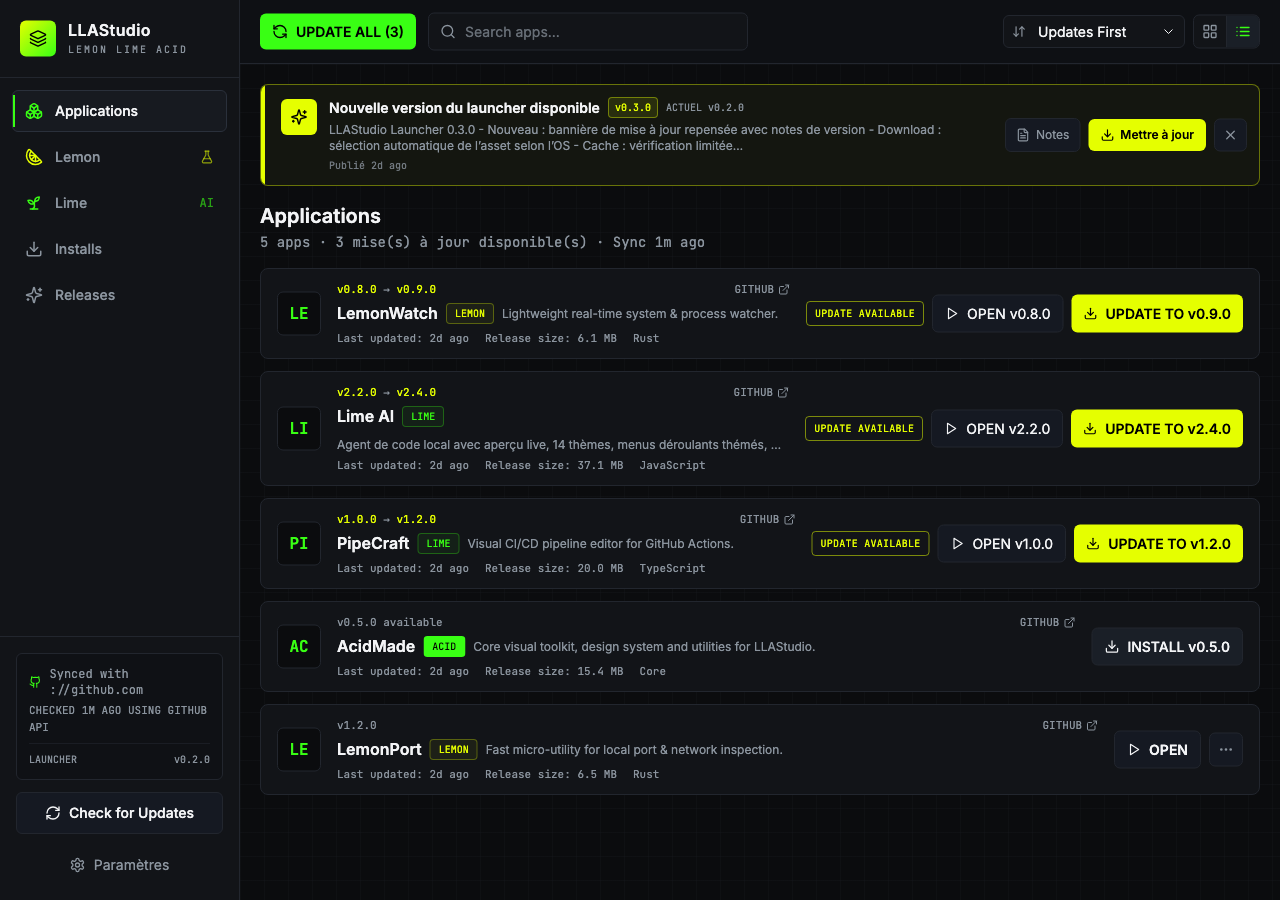 LLAStudio
LEMON LIME ACID
Applications
Lemon
Lime AI
Installs
Releases
Synced with
://github.com
CHECKED 1M AGO USING GITHUB
API
LAUNCHER v0.2.0
Check for Updates
Paramètres
UPDATE ALL (3)
Search apps...
Updates First
Nouvelle version du launcher disponible v0.3.0 ACTUEL v0.2.0
LLAStudio Launcher 0.3.0 - Nouveau : bannière de mise à jour repensée avec notes de version - Download :
sélection automatique de l’asset selon l’OS - Cache : vérification limitée…
Publié 2d ago
Notes
Mettre à jour
Applications
5 apps · 3 mise(s) à jour disponible(s) · Sync 1m ago
LE
v0.8.0 → v0.9.0 GITHUB
LemonWatch LEMON Lightweight real-time system & process watcher.
Last updated: 2d ago Release size: 6.1 MB Rust
UPDATE AVAILABLE OPEN v0.8.0 UPDATE TO v0.9.0
LI
v2.2.0 → v2.4.0 GITHUB
Lime AI LIME
Agent de code local avec aperçu live, 14 thèmes, menus déroulants thémés, ...
Last updated: 2d ago Release size: 37.1 MB JavaScript
UPDATE AVAILABLE OPEN v2.2.0 UPDATE TO v2.4.0
PI
v1.0.0 → v1.2.0 GITHUB
PipeCraft LIME Visual CI/CD pipeline editor for GitHub Actions.
Last updated: 2d ago Release size: 20.0 MB TypeScript
UPDATE AVAILABLE OPEN v1.0.0 UPDATE TO v1.2.0
AC
v0.5.0 available GITHUB
AcidMade ACID Core visual toolkit, design system and utilities for LLAStudio.
Last updated: 2d ago Release size: 15.4 MB Core
INSTALL v0.5.0
LE
v1.2.0 GITHUB
LemonPort LEMON Fast micro-utility for local port & network inspection.
Last updated: 2d ago Release size: 6.5 MB Rust
OPEN